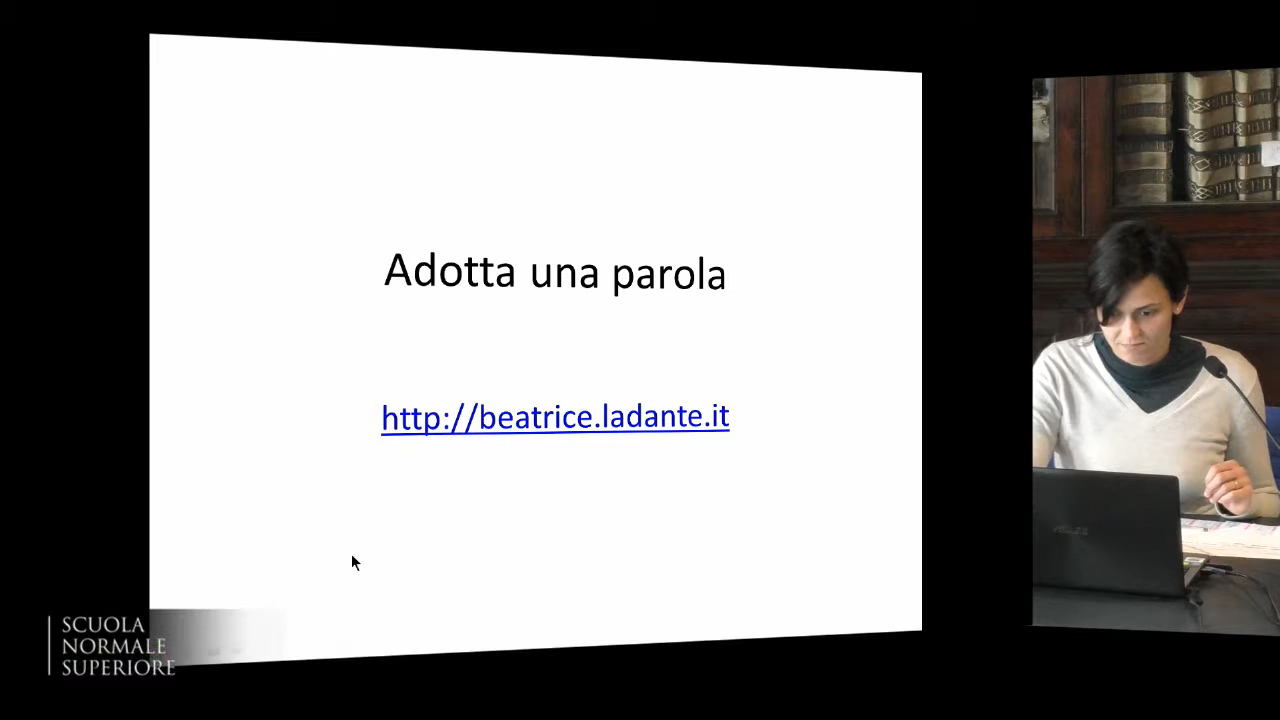 Adotta una parola
http://beatrice.ladante.it
SCUOLA
NORMALE
SUPERIORE